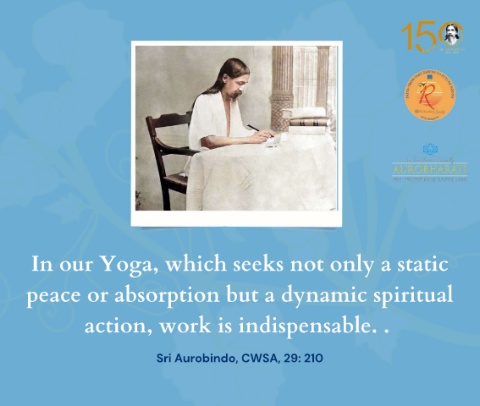 150
In our Yoga, which seeks not only a static
peace or absorption but a dynamic spiritual
action, work is indispensable. .
Sri Aurobindo, CWSA, 29: 210